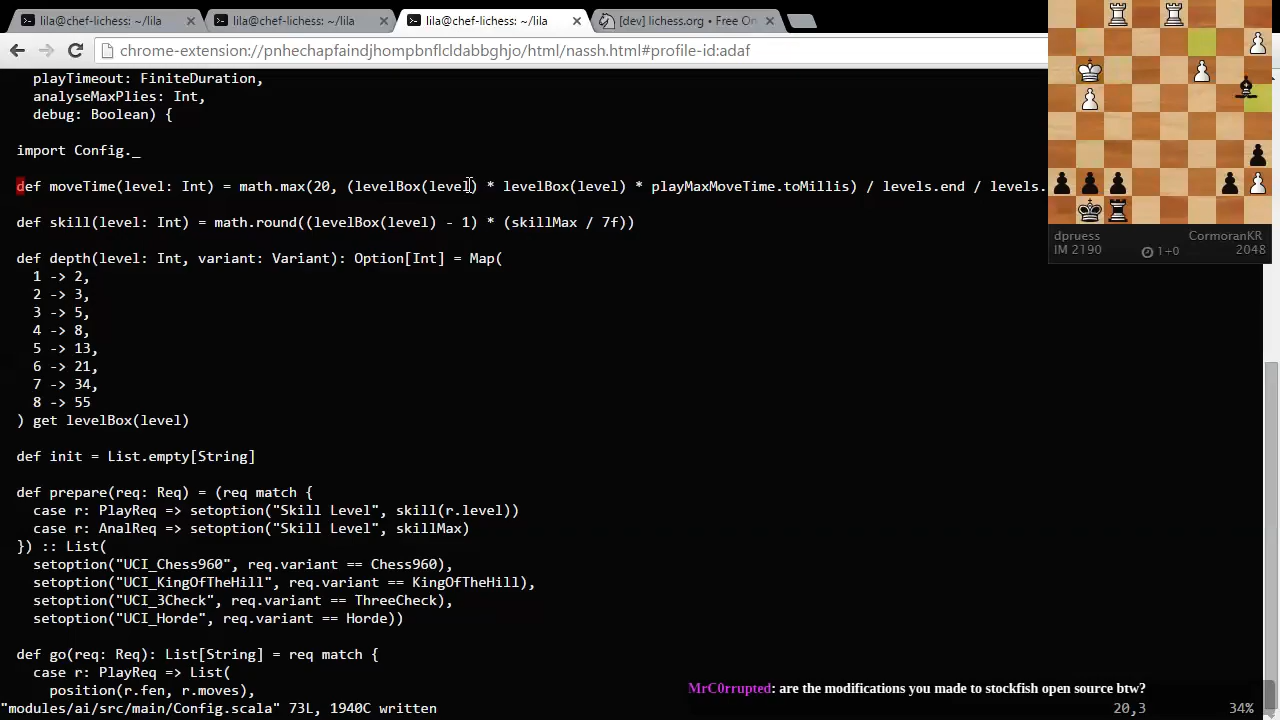 lila@chef-lichess: ~/lila
lila@chef-lichess: ~/lila
lila@chef-lichess: ~/lila
[dev] lichess.org • Free On
chrome-extension://pnhechapfaindjhompbnflcldabbghjo/html/nassh.html#profile-id:adaf
playTimeout: FiniteDuration,
analyseMaxPlies: Int,
debug: Boolean) {
import Config._
def moveTime(level: Int) = math.max(20, (levelBox(level) * levelBox(level) * playMaxMoveTime.toMillis) / levels.end / levels.
def skill(level: Int) = math.round((levelBox(level) - 1) * (skillMax / 7f))
def depth(level: Int, variant: Variant): Option[Int] = Map(
1 -> 2,
2 -> 3,
3 -> 5,
4 -> 8,
5 -> 13,
6 -> 21,
7 -> 34,
8 -> 55
) get levelBox(level)
def init = List.empty[String]
def prepare(req: Req) = (req match {
case r: PlayReq => setoption("Skill Level", skill(r.level))
case r: AnalReq => setoption("Skill Level", skillMax)
}) :: List(
setoption("UCI_Chess960", req.variant == Chess960),
setoption("UCI_KingOfTheHill", req.variant == KingOfTheHill),
setoption("UCI_3Check", req.variant == ThreeCheck),
setoption("UCI_Horde", req.variant == Horde))
def go(req: Req): List[String] = req match {
case r: PlayReq => List(
position(r.fen, r.moves),
"modules/ai/src/main/Config.scala" 73L, 1940C written
20,3
34%
dpruess
CormoranKR
IM 2190
1+0
2048
MrC0rrupted: are the modifications you made to stockfish open source btw?